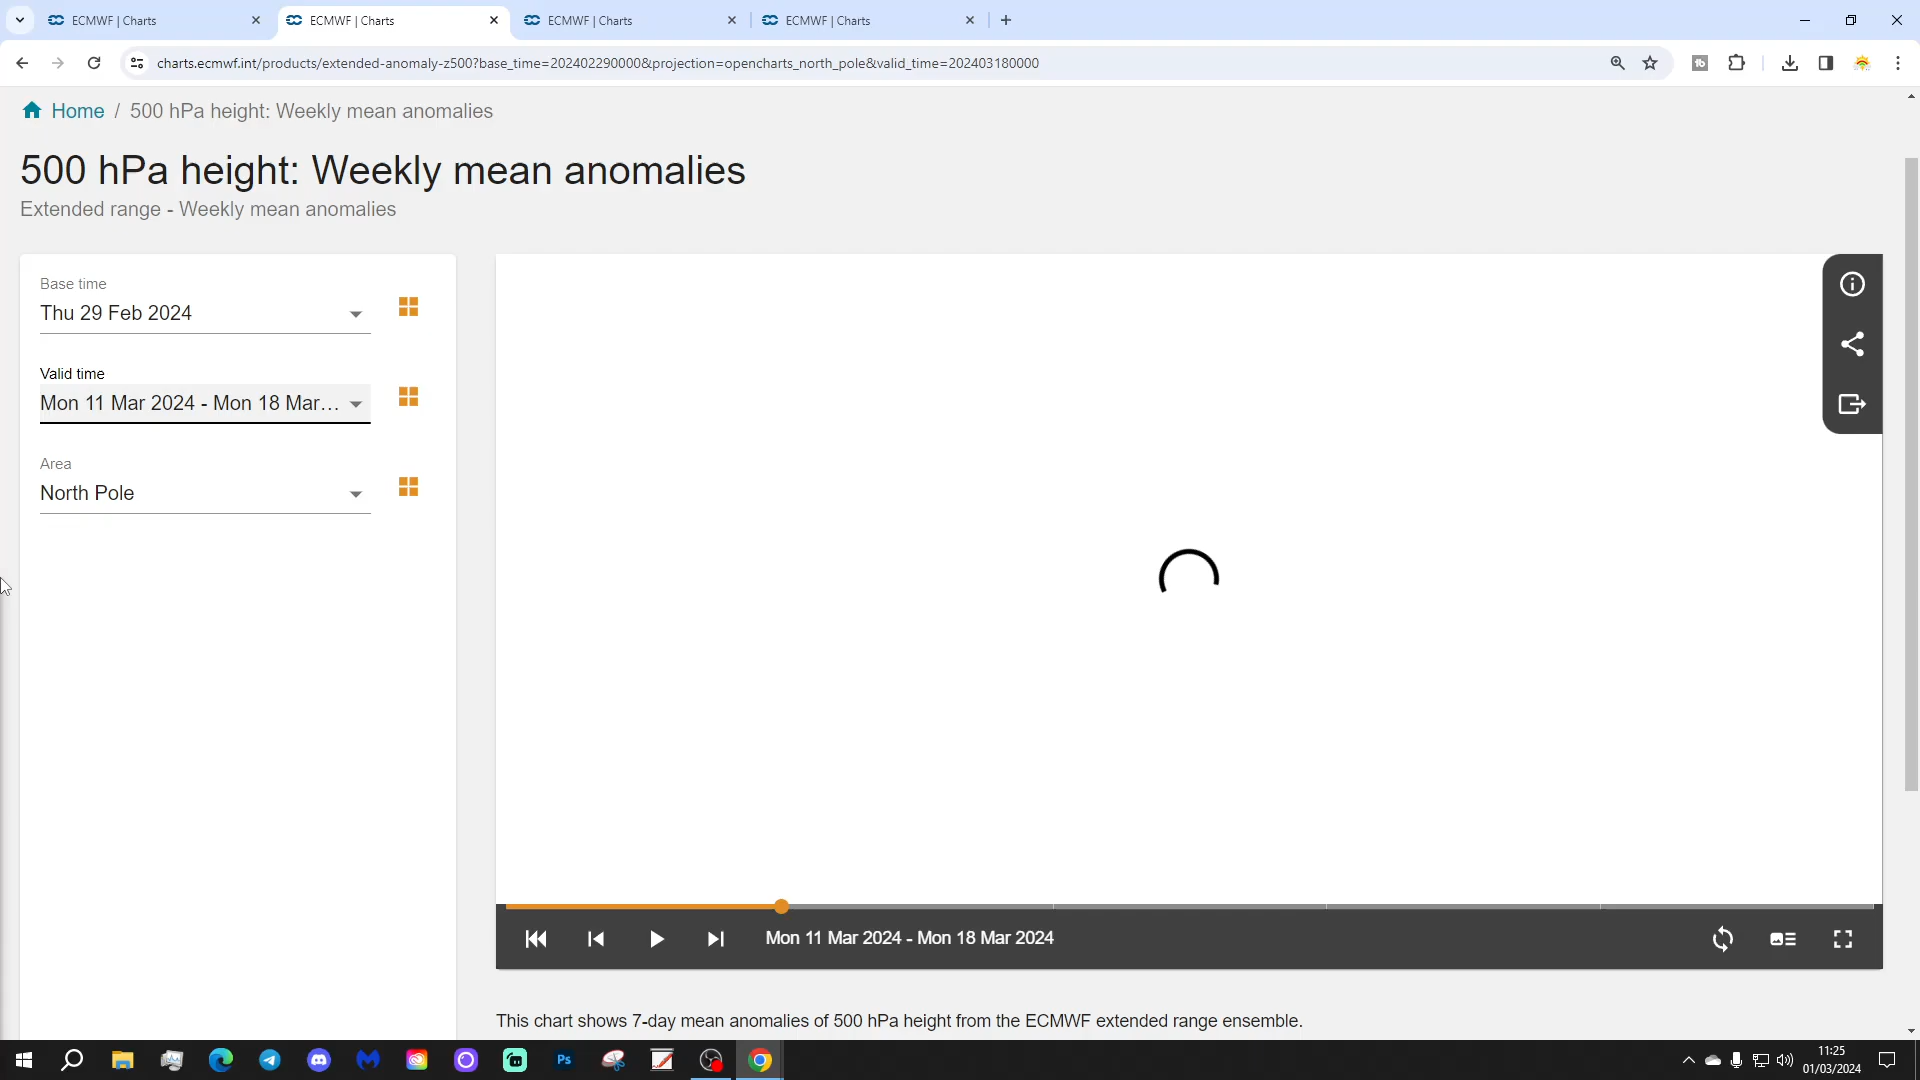 ECMWF | Charts
ECMWF | Charts
ECMWF | Charts
ECMWF | Charts
charts.ecmwf.int/products/extended-anomaly-z500?base_time=202402290000&projection=opencharts_north_pole&valid_time=202403180000
Home / 500 hPa height: Weekly mean anomalies
500 hPa height: Weekly mean anomalies
Extended range - Weekly mean anomalies
Base time
Thu 29 Feb 2024
Valid time
Mon 11 Mar 2024 - Mon 18 Mar...
Area
North Pole
Mon 11 Mar 2024 - Mon 18 Mar 2024
This chart shows 7-day mean anomalies of 500 hPa height from the ECMWF extended range ensemble.
Ps
11:25
01/03/2024